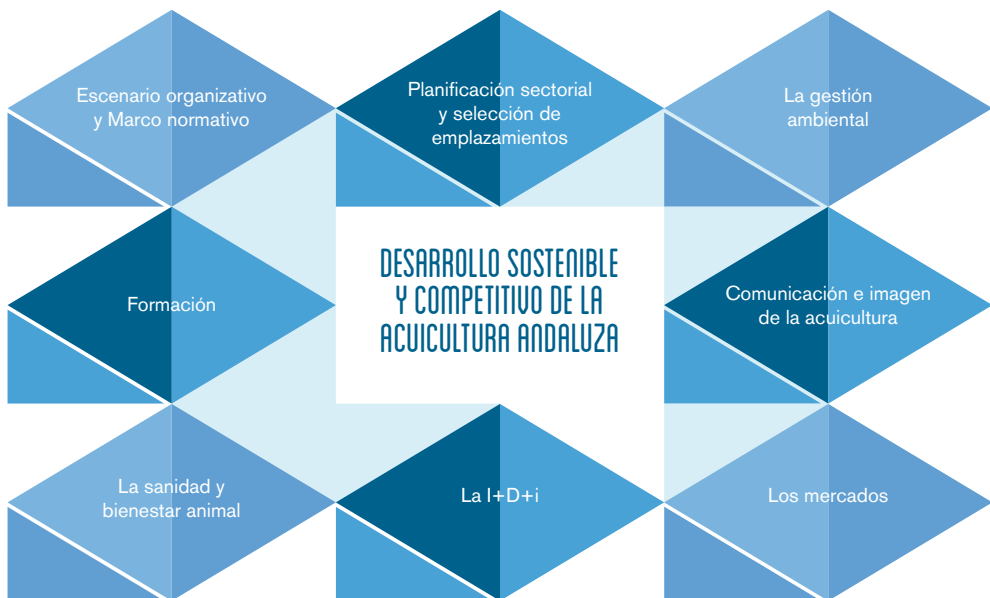 Escenario organizativo
y Marco normativo
Planificación sectorial
y selección de
emplazamientos
La gestión
ambiental
Formación
DESARROLLO SOSTENIBLE
Y COMPETITIVO DE LA
ACUICULTURA ANDALUZA
Comunicación e imagen
de la acuicultura
La sanidad y
bienestar animal
La I+D+i
Los mercados